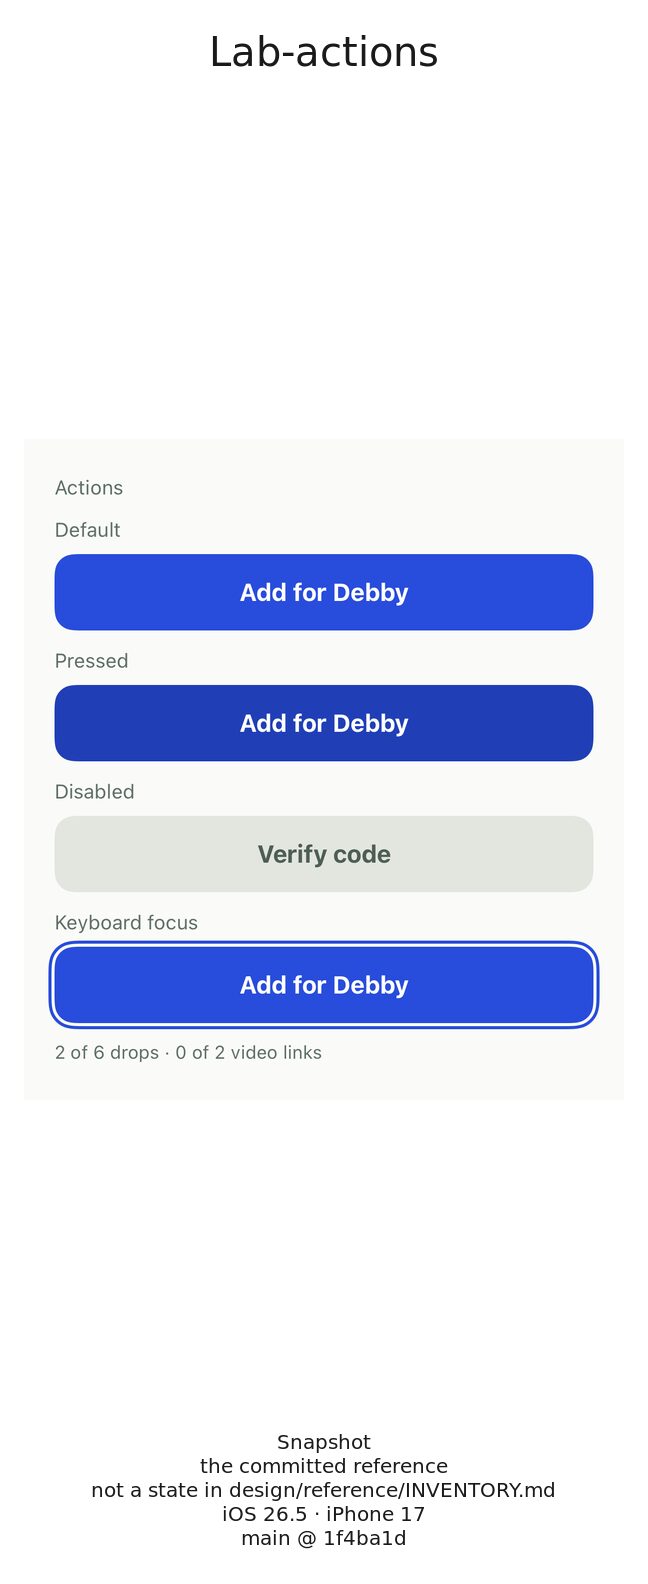 Lab-actions
Actions
Default
Add for Debby
Pressed
Add for Debby
Disabled
Verify code
Keyboard focus
Add for Debby
2 of 6 drops · 0 of 2 video links
Snapshot
the committed reference
not a state in design/reference/INVENTORY.md
iOS 26.5 · iPhone 17
main @ 1f4ba1d